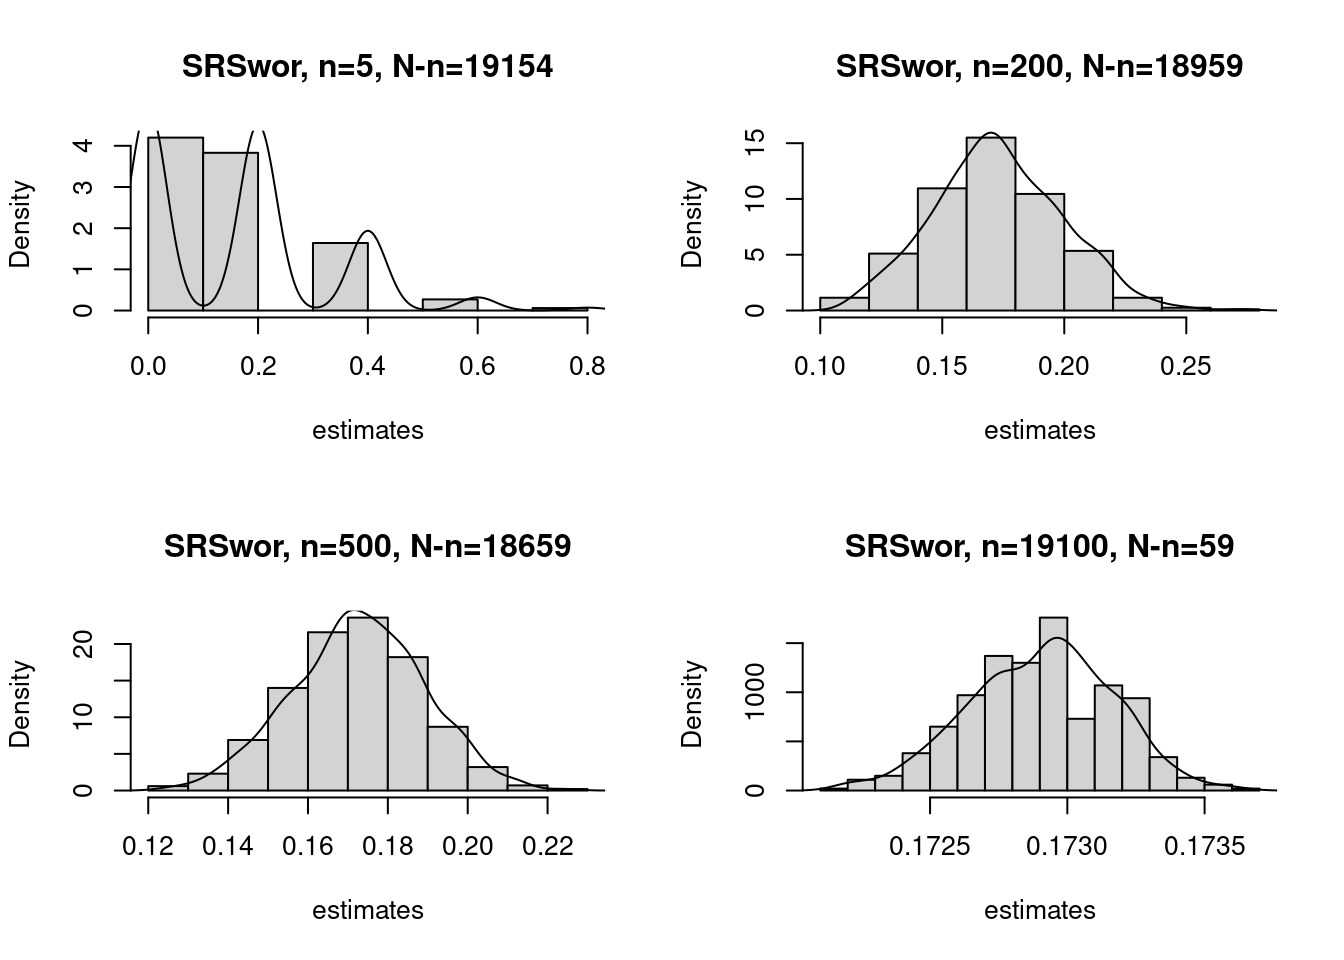 SRSwor, n=5, N-n=19154
Density
0 1 2 3 4
0.0 0.2 0.4 0.6 0.8
estimates
SRSwor, n=200, N-n=18959
Density
0 5 10 15
0.10 0.15 0.20 0.25
estimates
SRSwor, n=500, N-n=18659
Density
0 10 20
0.12 0.14 0.16 0.18 0.20 0.22
estimates
SRSwor, n=19100, N-n=59
Density
0 1000
0.1725 0.1730 0.1735
estimates